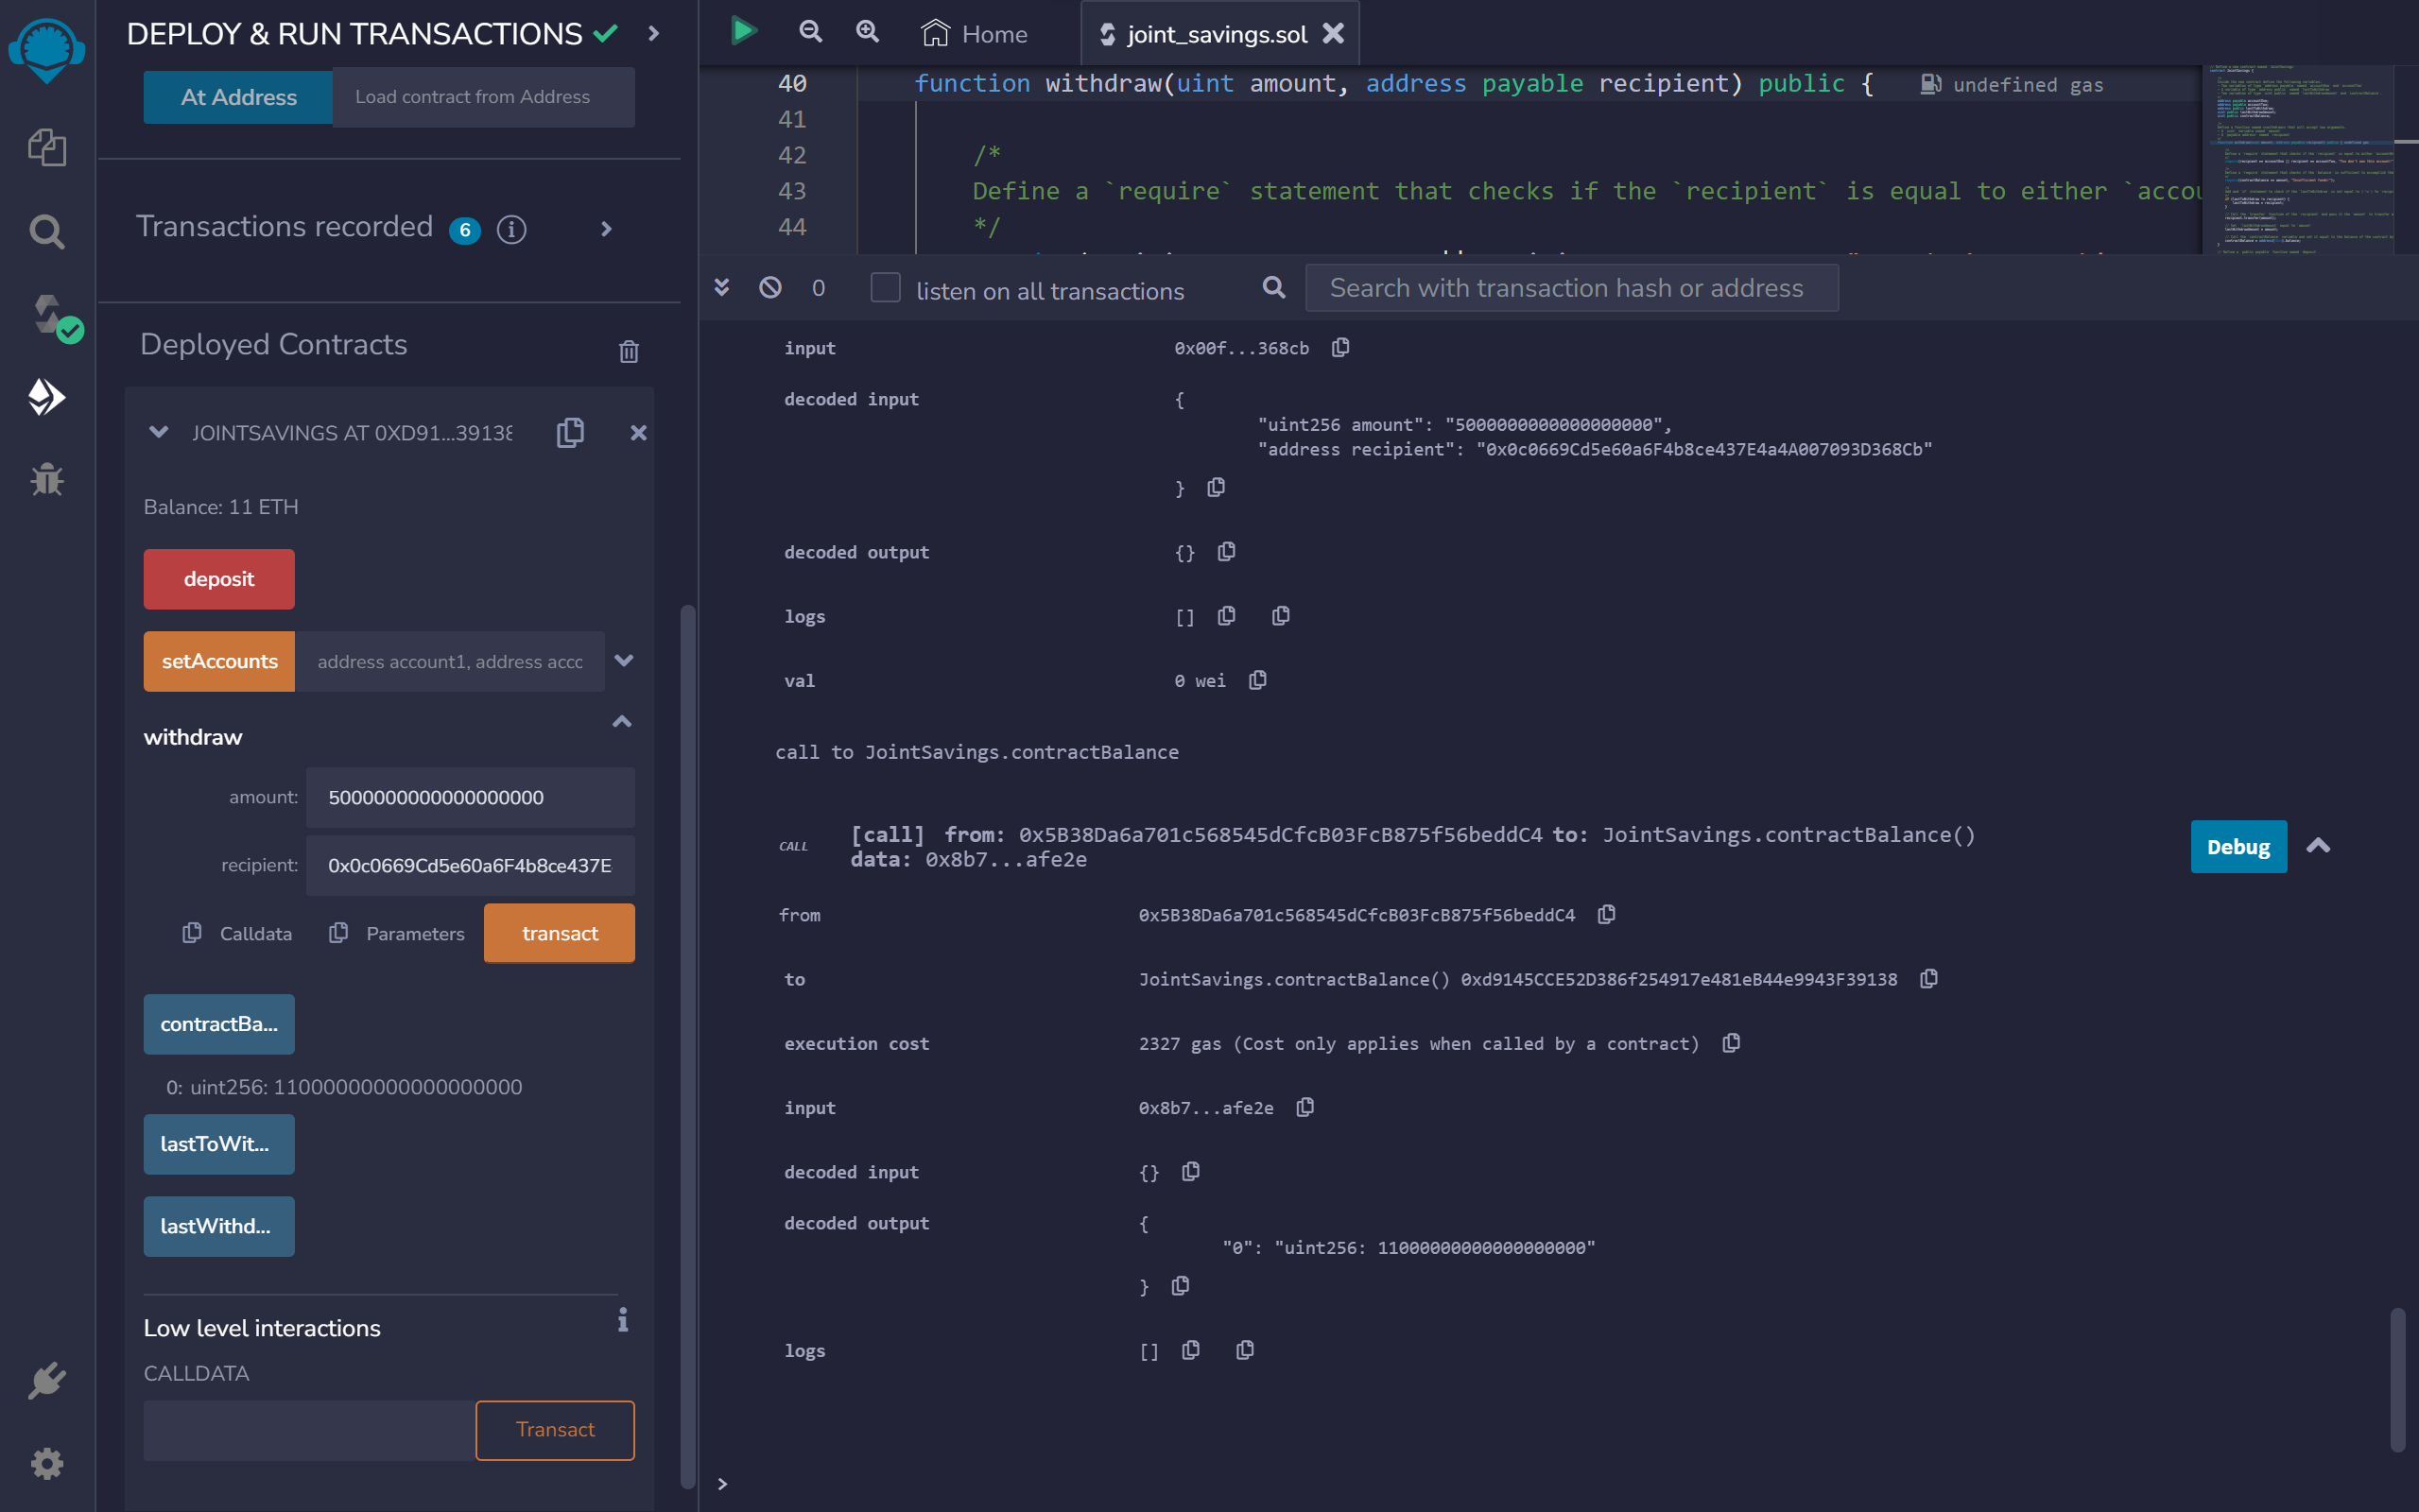 DEPLOY & RUN TRANSACTIONS
At Address
Load contract from Address
Transactions recorded 6 i
Deployed Contracts
JOINTSAVINGS AT 0XD91...39138
Balance: 11 ETH
deposit
setAccounts
address account1, address acco
withdraw
amount: 5000000000000000000
recipient: 0x0c0669Cd5e60a6F4b8ce437E
Calldata Parameters transact
contractBa...
0: uint256: 11000000000000000000
lastToWit...
lastWithd...
Low level interactions i
CALLDATA
Transact
Home
joint_savings.sol
40 function withdraw(uint amount, address payable recipient) public { undefined gas
41
42 /*
43 Define a `require` statement that checks if the `recipient` is equal to either `accou
44 */
0 listen on all transactions
Search with transaction hash or address
input 0x00f...368cb
decoded input {
"uint256 amount": "5000000000000000000",
"address recipient": "0x0c0669Cd5e60a6F4b8ce437E4a4A007093D368Cb"
}
decoded output {}
logs []
val 0 wei
call to JointSavings.contractBalance
CALL [call] from: 0x5B38Da6a701c568545dCfcB03FcB875f56beddC4 to: JointSavings.contractBalance()
data: 0x8b7...afe2e
Debug
from 0x5B38Da6a701c568545dCfcB03FcB875f56beddC4
to JointSavings.contractBalance() 0xd9145CCE52D386f254917e481eB44e9943F39138
execution cost 2327 gas (Cost only applies when called by a contract)
input 0x8b7...afe2e
decoded input {}
decoded output {
"0": "uint256: 11000000000000000000"
}
logs []
>